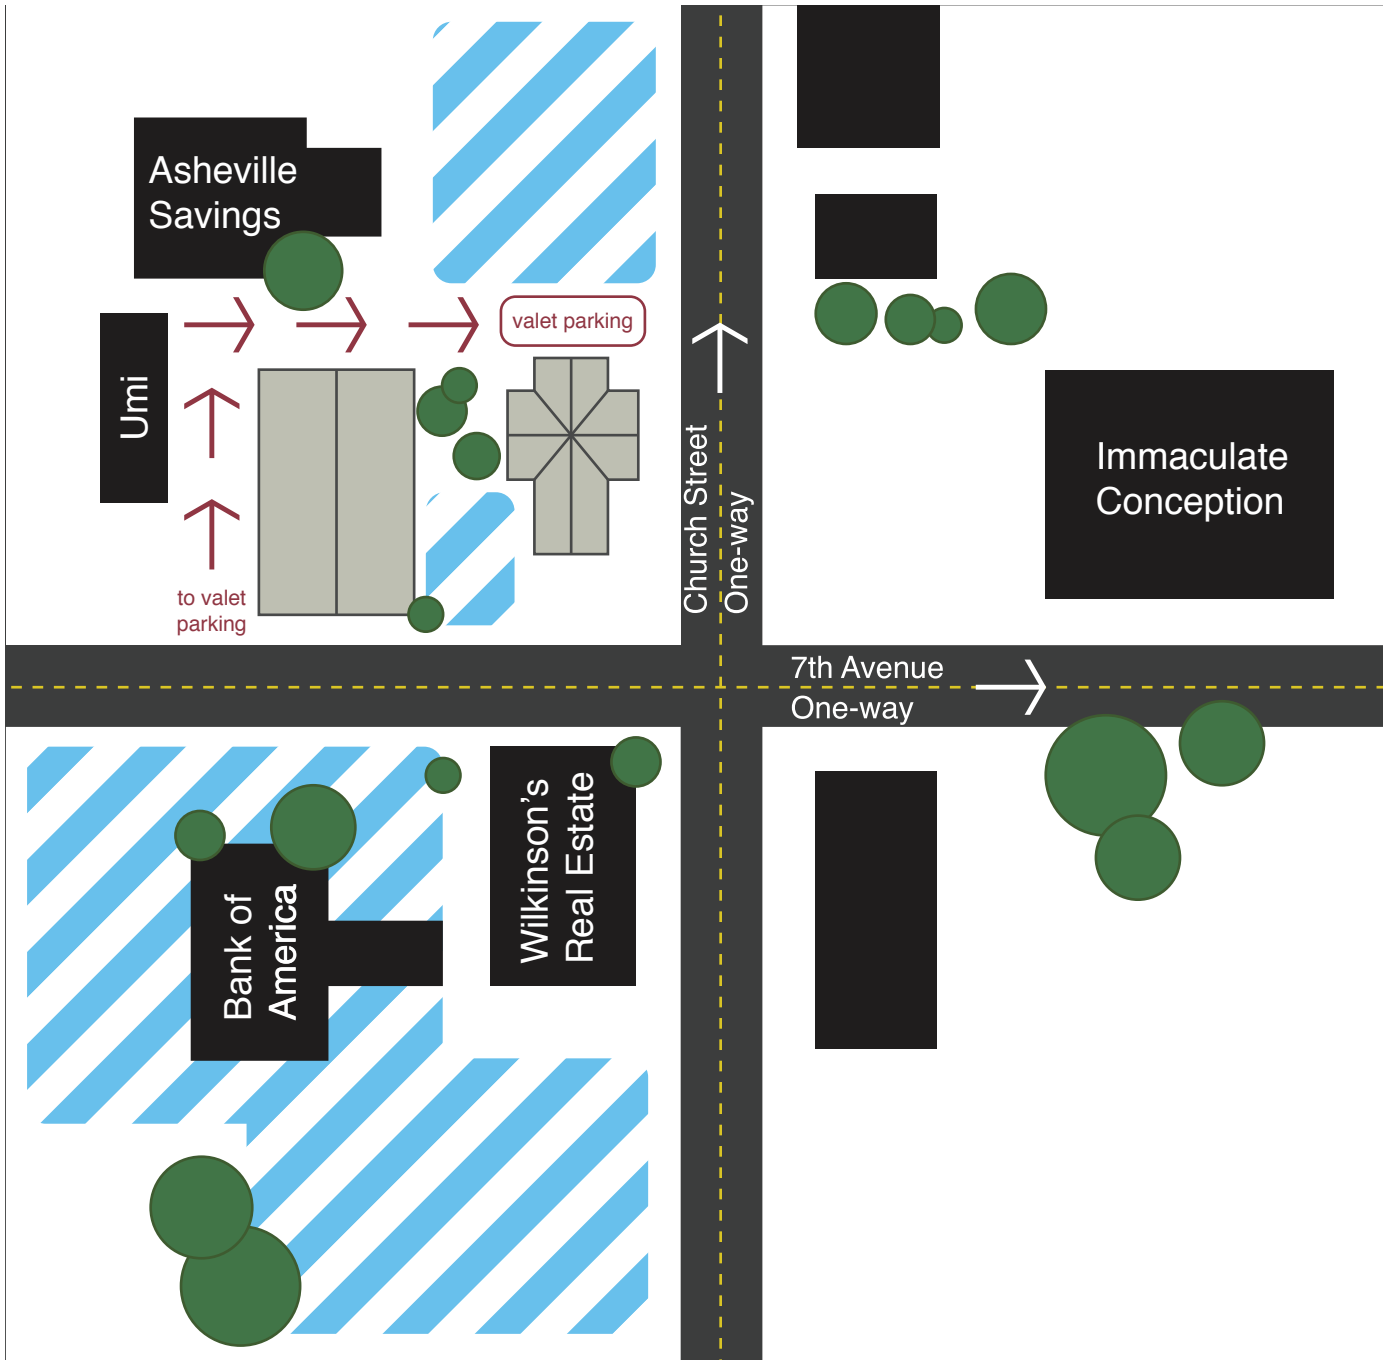 Asheville
Savings
valet parking
Umi
to valet
parking
Church Street
One-way
Immaculate
Conception
7th Avenue
One-way
Bank of
America
Wilkinson's
Real Estate